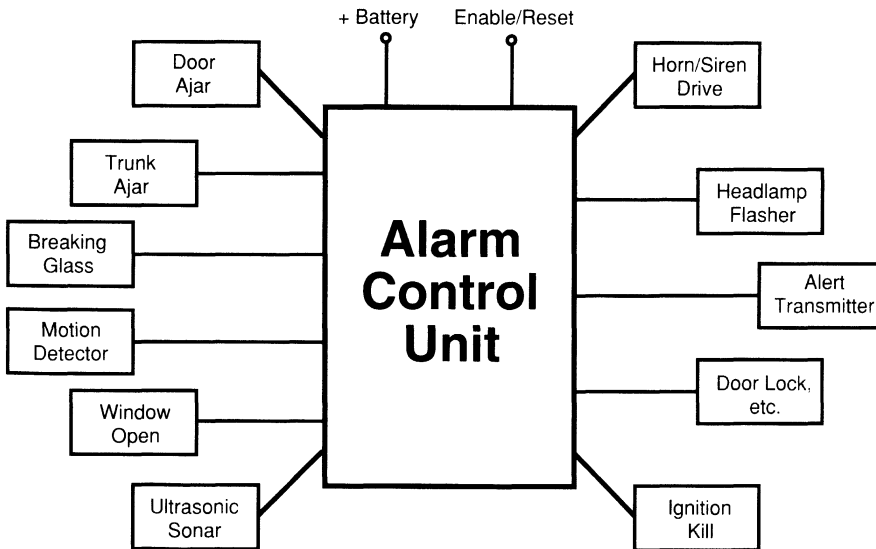 + Battery
Enable/Reset
Door
Ajar
Trunk
Ajar
Breaking
Glass
Motion
Detector
Window
Open
Ultrasonic
Sonar
Alarm
Control
Unit
Horn/Siren
Drive
Headlamp
Flasher
Alert
Transmitter
Door Lock,
etc.
Ignition
Kill